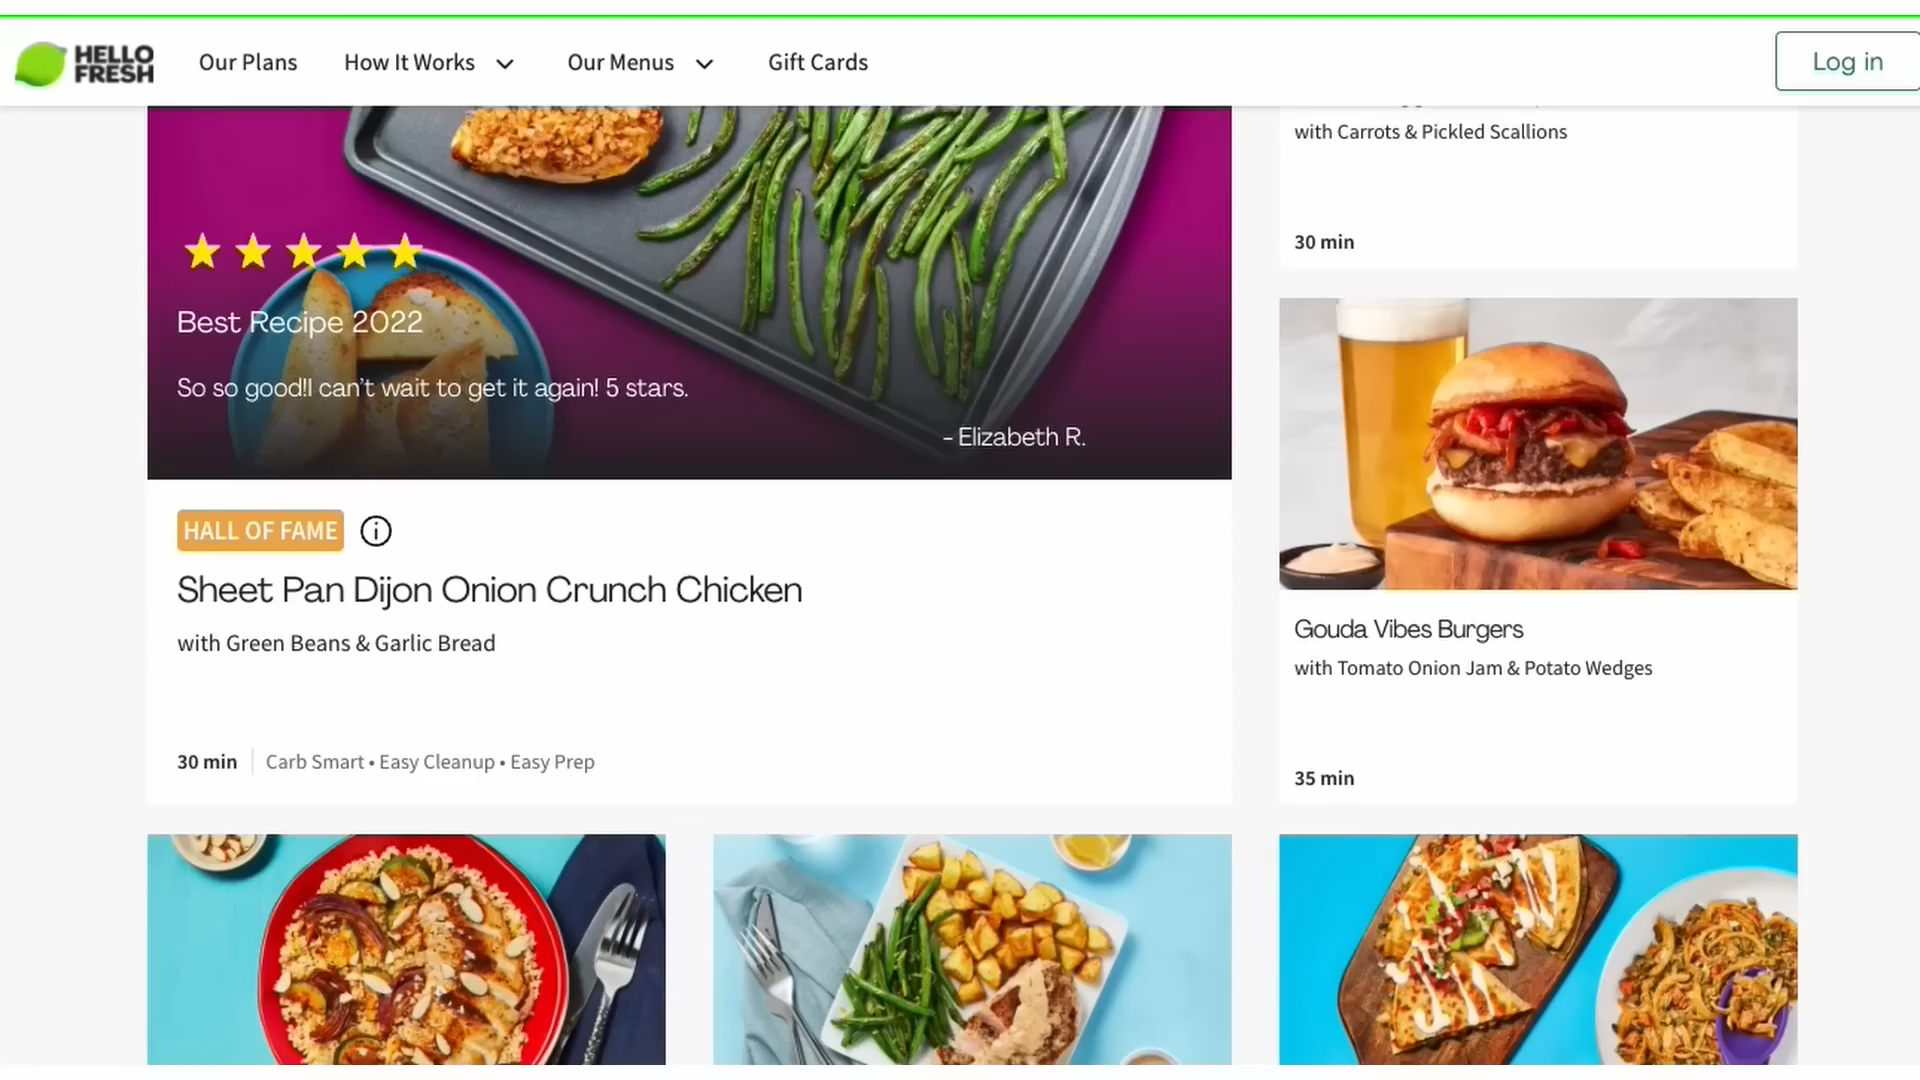 HELLO
FRESH
Our Plans
How It Works
Our Menus
Gift Cards
Log in
with Carrots & Pickled Scallions
30 min
Best Recipe 2022
So so good!I can't wait to get it again! 5 stars.
- Elizabeth R.
HALL OF FAME
Sheet Pan Dijon Onion Crunch Chicken
with Green Beans & Garlic Bread
30 min
Carb Smart • Easy Cleanup • Easy Prep
Gouda Vibes Burgers
with Tomato Onion Jam & Potato Wedges
35 min